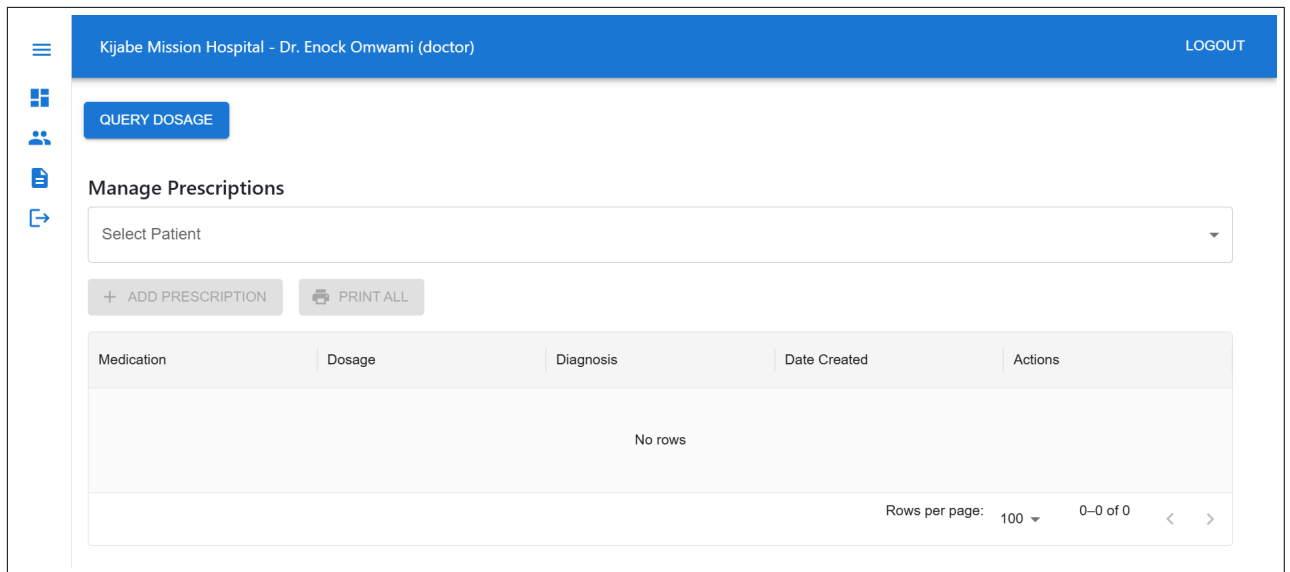 Kijabe Mission Hospital - Dr. Enock Omwami (doctor)
LOGOUT
QUERY DOSAGE
Manage Prescriptions
Select Patient
+ ADD PRESCRIPTION
PRINT ALL
Medication Dosage Diagnosis Date Created Actions
No rows
Rows per page: 100 0–0 of 0